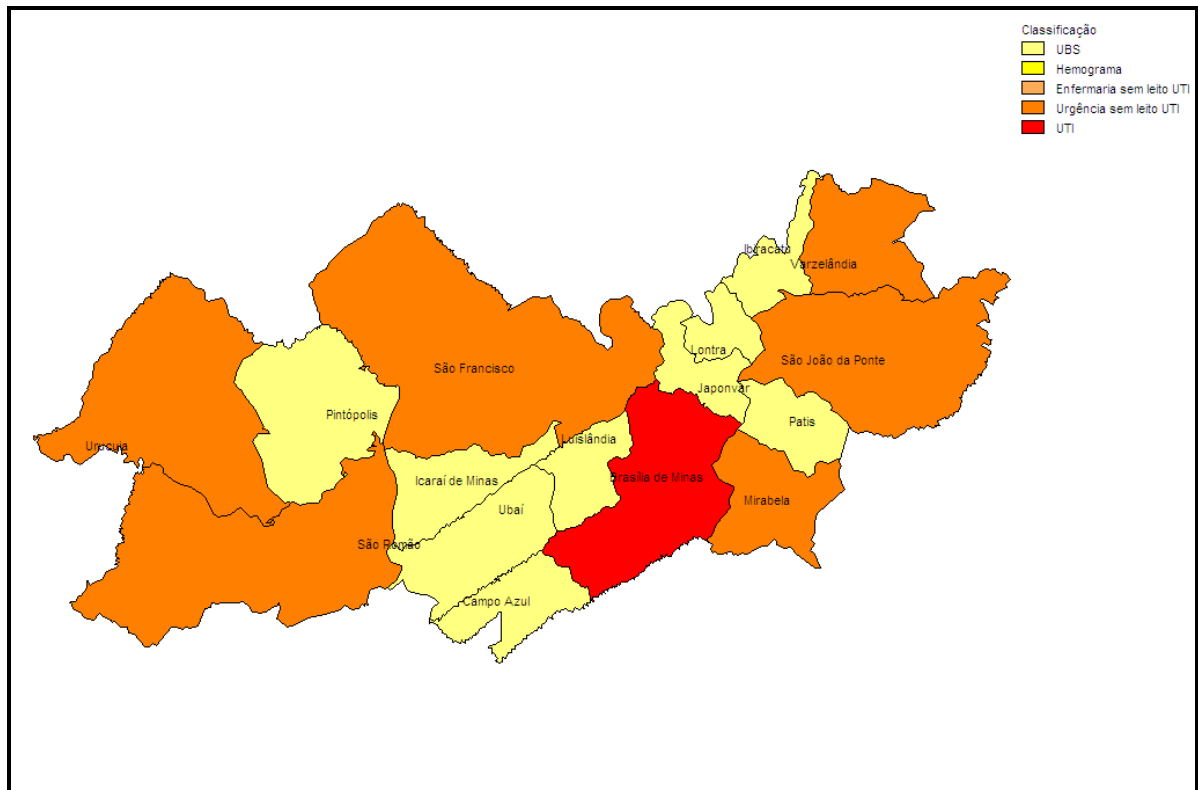 Classificação
UBS
Hemograma
Enfermaria sem leito UTI
Urgência sem leito UTI
UTI
Ibiracatu
Varzelândia
Lontra
São João da Ponte
São Francisco
Japonvar
Pintópolis
Patis
Urucuia
Luislândia
Icaraí de Minas
Brasília de Minas
Mirabela
Ubaí
São Romão
Campo Azul